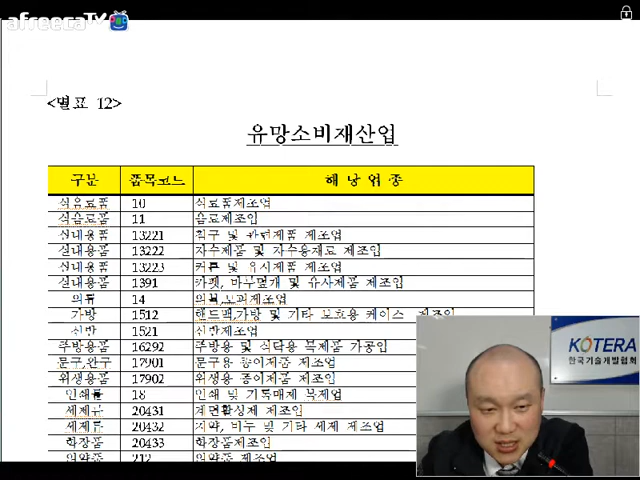 afreecaTV
<별표 12>
유망소비재산업
구분 품목코드 해 당 업 종
식음료품 10 식료품제조업
식음료품 11 음료제조업
실내용품 13221 침구 및 관련제품 제조업
실내용품 13222 자수제품 및 자수용재료 제조업
실내용품 13223 커튼 및 유사제품 제조업
실내용품 1391 카펫, 마루덮개 및 유사제품 제조업
의류 14 의복,모피제조업
가방 1512 핸드백,가방 및 기타 보호용 케이스 제조업
신발 1521 신발제조업
주방용품 16292 주방용 및 식탁용 목제품 가공업
문구,완구 17901 문구용 종이제품 제조업
위생용품 17902 위생용 종이제품 제조업
인쇄물 18 인쇄 및 기록매체 복제업
세제류 20431 계면활성제 제조업
세제류 20432 치약, 비누 및 기타 세제 제조업
화장품 20433 화장품제조업
의약품 212 의약품 제조업
KOTERA
한국기술개발협회